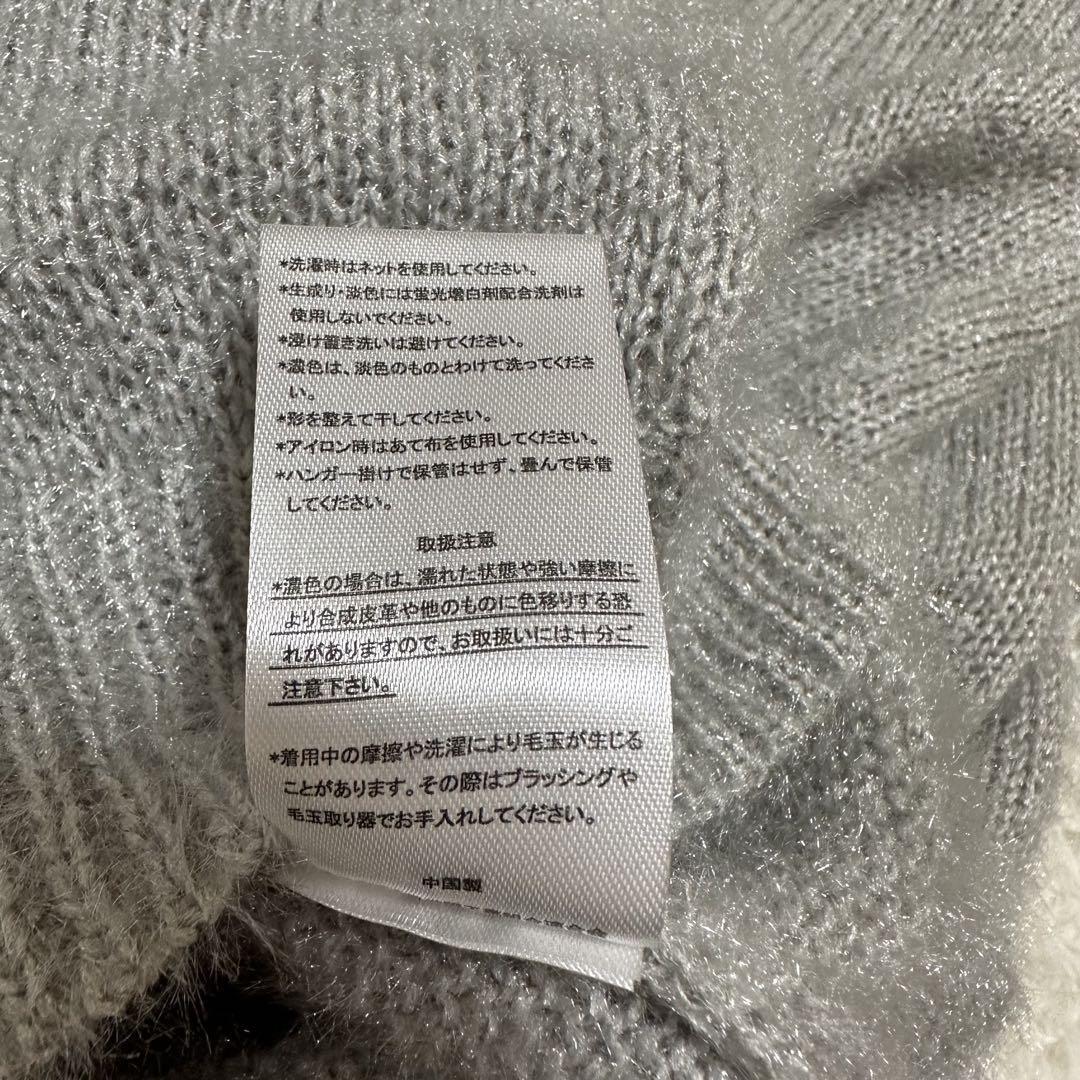 *洗濯時はネットを使用してください。
*生成り・淡色には蛍光増白剤配合洗剤は
使用しないでください。
*浸け置き洗いは避けてください。
*濃色は、淡色のものとわけて洗ってくださ
い。
*形を整えて干してください。
*アイロン時はあて布を使用してください。
*ハンガー掛けで保管はせず、畳んで保管
してください。
取扱注意
*濃色の場合は、濡れた状態や強い摩擦に
より合成皮革や他のものに色移りする恐
れがありますので、お取扱いには十分ご
注意下さい。
*着用中の摩擦や洗濯により毛玉が生じる
ことがあります。その際はブラッシングや
毛玉取り器でお手入れしてください。
中国製